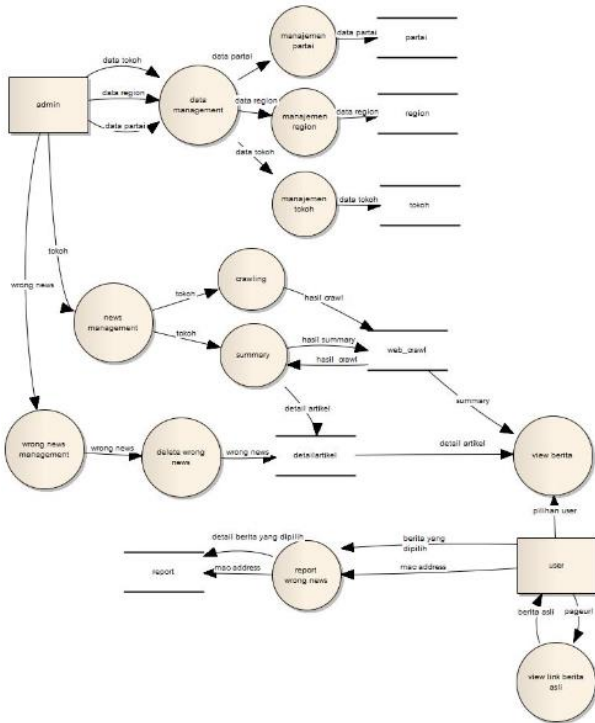 manajemen
partai
data partai
partai
data partai
data tokoh
admin
data region
data partai
data
management
data region
manajemen
region
data region
region
data tokoh
manajemen
tokoh
data tokoh
tokoh
wrong news
tokoh
news
management
tokoh
tokoh
crawling
hasil crawl
summary
hasil summary
hasil crawl
web_crawl
summary
detail artikel
wrong news
management
wrong news
delete wrong
news
wrong news
detailartikel
detail artikel
view berita
pilihan user
detail berita yang dipilih
berita yang
dipilih
report
mac address
report
wrong news
mac address
user
berita asli
pageurl
view link berita
asli